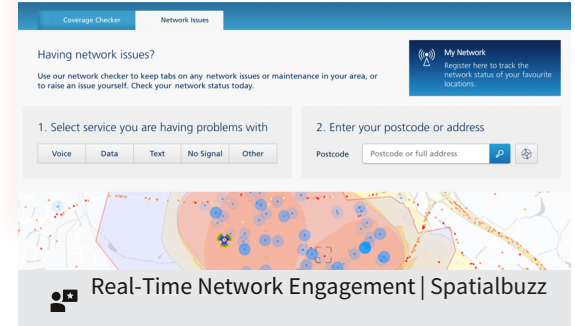 Coverage Checker
Network Issues
Having network issues?
Use our network checker to keep tabs on any network issues or maintenance in your area, or
to raise an issue yourself. Check your network status today.
My Network
Register here to track the
network status of your favourite
locations.
1. Select service you are having problems with
Voice
Data
Text
No Signal
Other
2. Enter your postcode or address
Postcode
Postcode or full address
Real-Time Network Engagement | Spatialbuzz